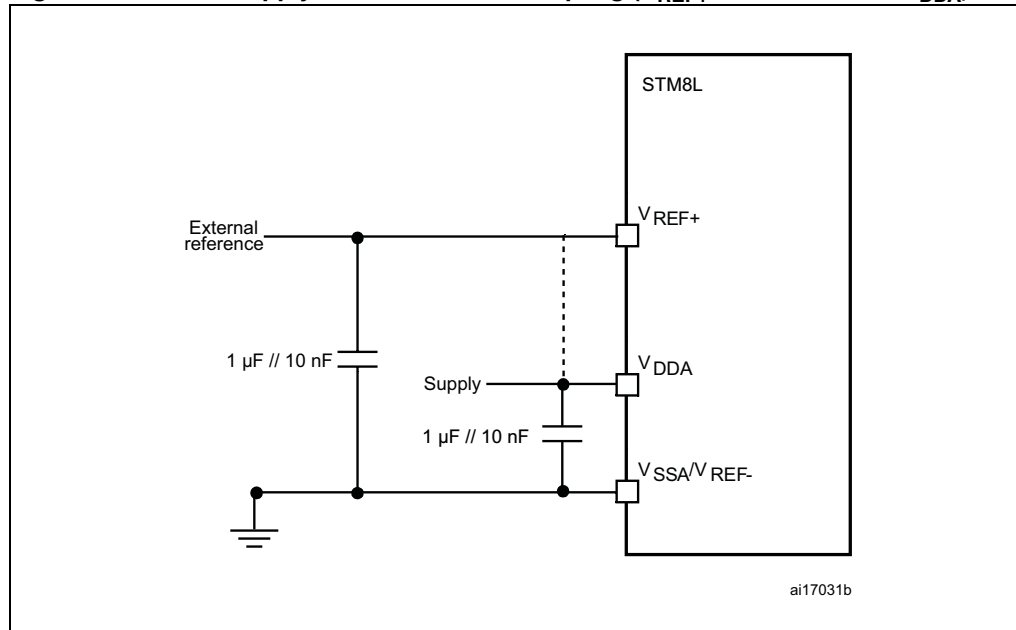 STM8L
External
reference
VREF+
1 µF // 10 nF
VDDA
Supply
1 µF // 10 nF
VSSA/VREF-
ai17031b